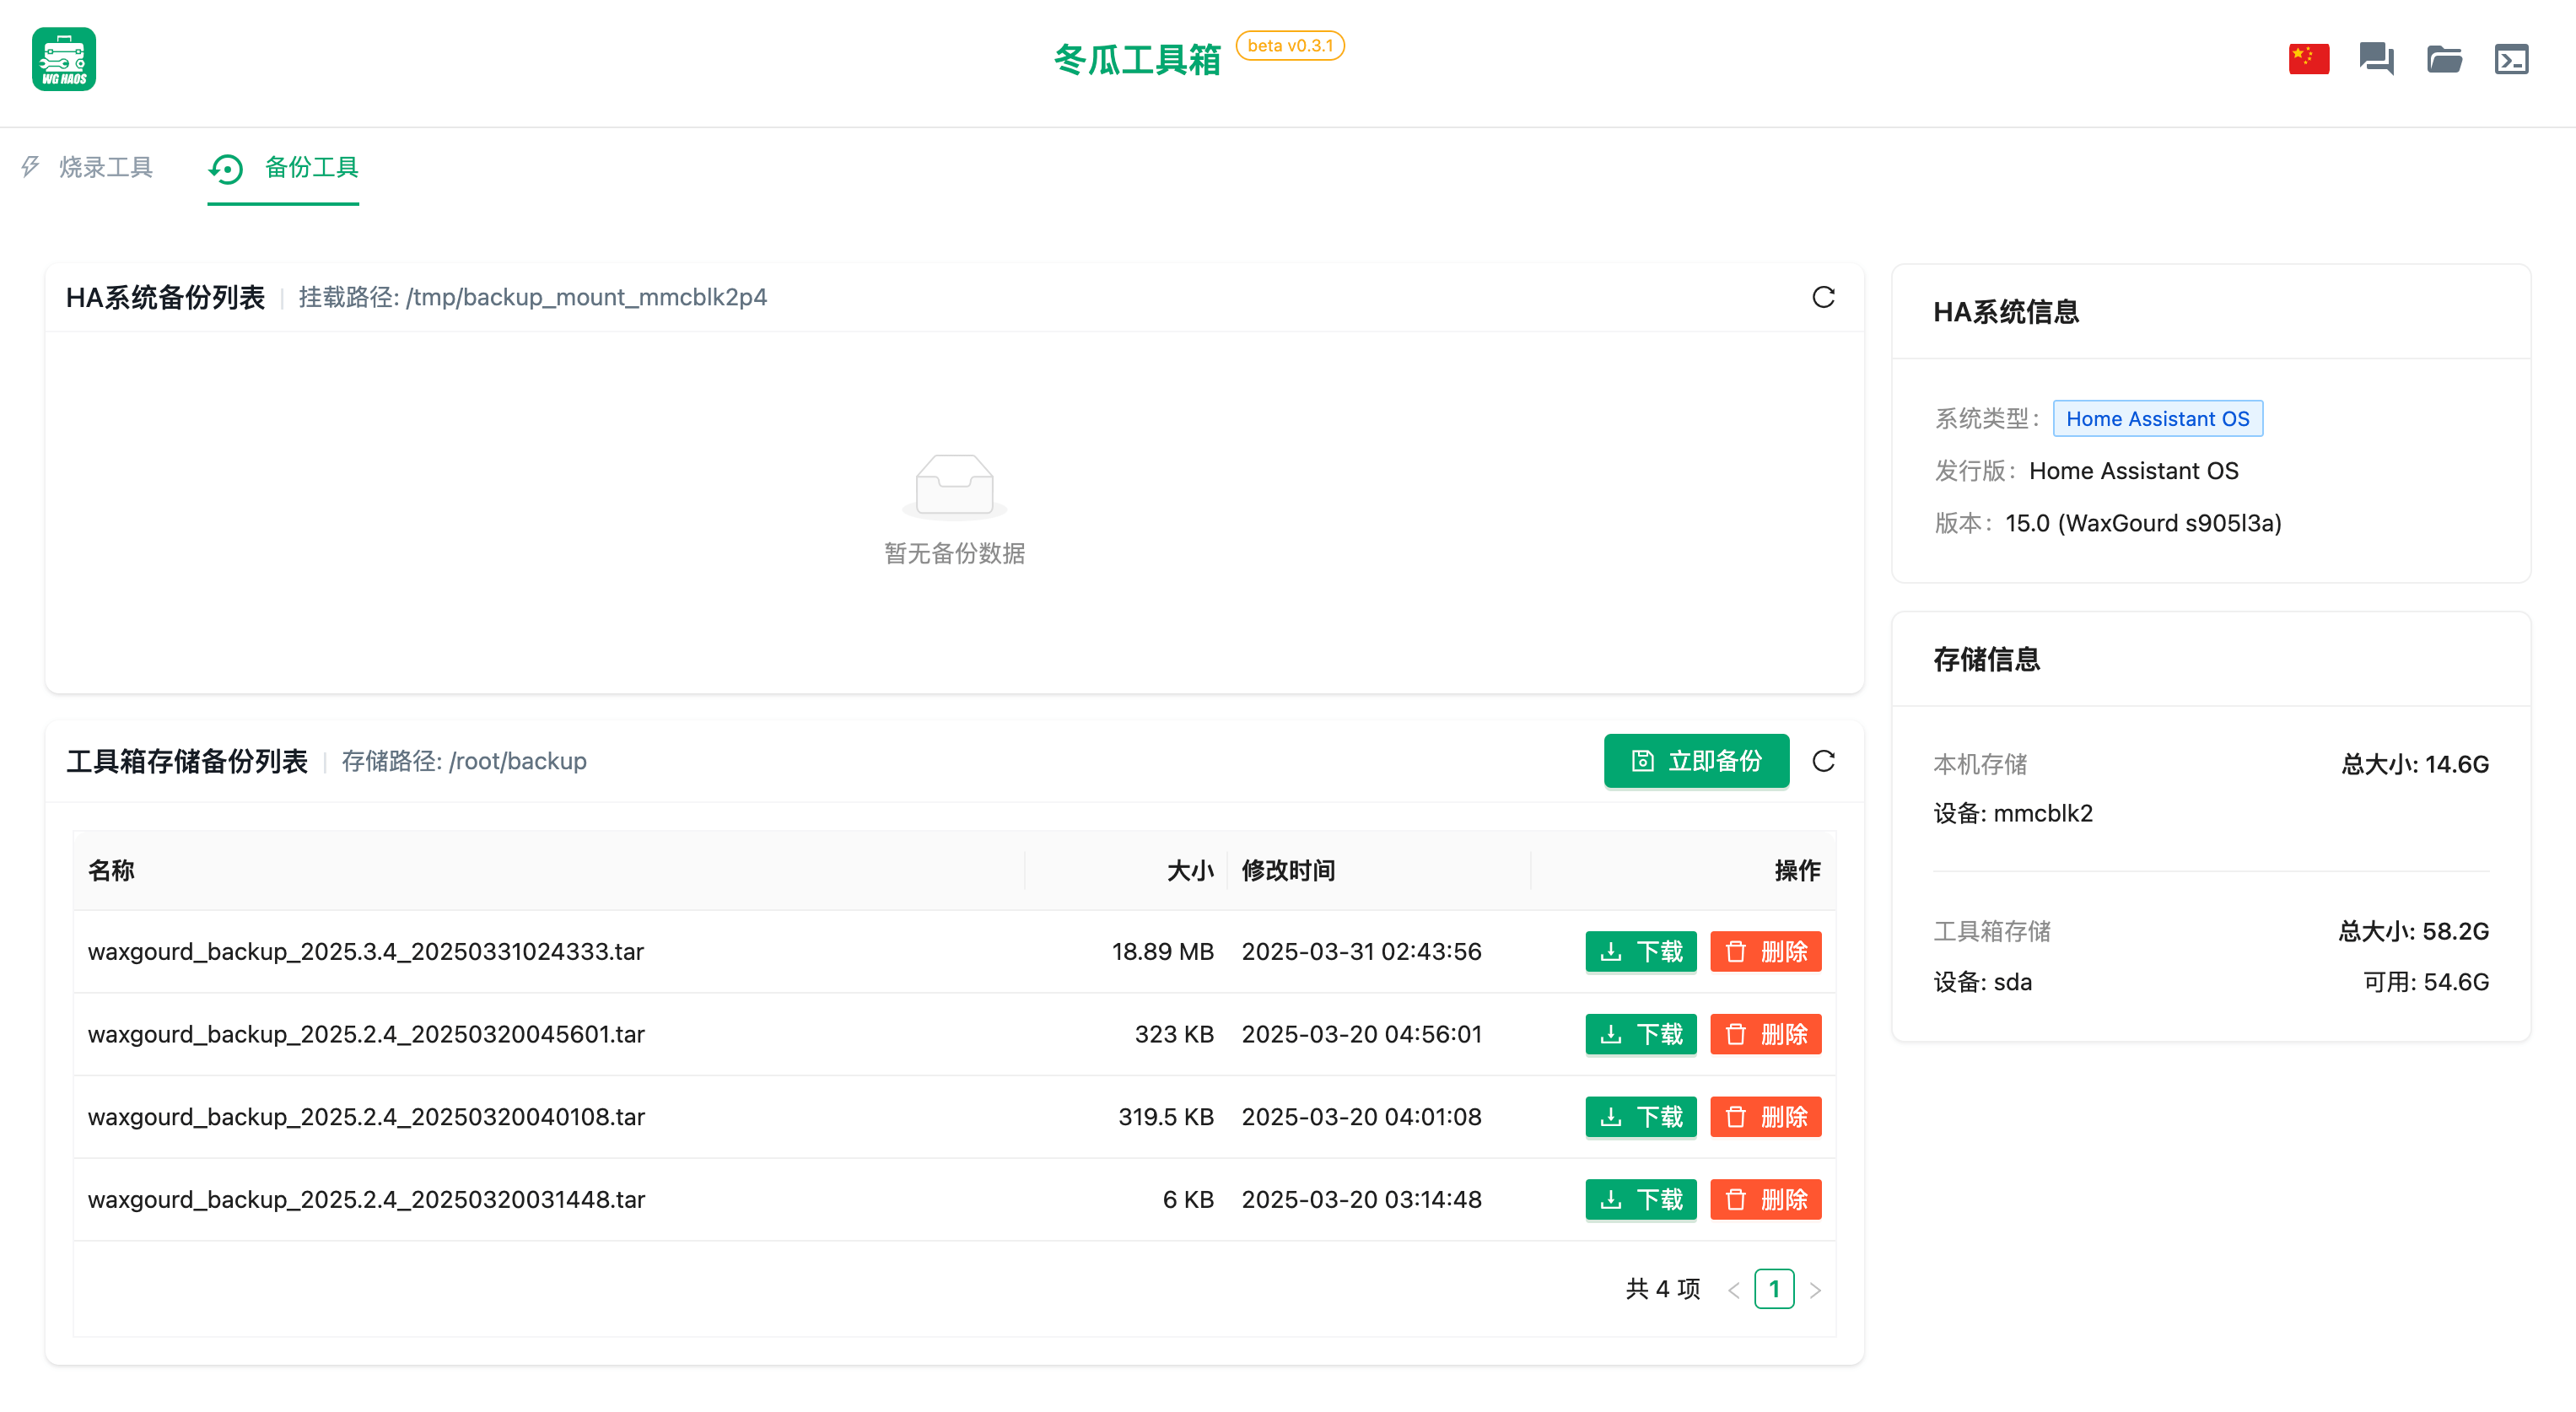 WG HAOS
冬瓜工具箱 beta v0.3.1
烧录工具 备份工具
HA系统备份列表 挂载路径: /tmp/backup_mount_mmcblk2p4
暂无备份数据
工具箱存储备份列表 存储路径: /root/backup 立即备份
名称 大小 修改时间 操作
waxgourd_backup_2025.3.4_20250331024333.tar 18.89 MB 2025-03-31 02:43:56 下载 删除
waxgourd_backup_2025.2.4_20250320045601.tar 323 KB 2025-03-20 04:56:01 下载 删除
waxgourd_backup_2025.2.4_20250320040108.tar 319.5 KB 2025-03-20 04:01:08 下载 删除
waxgourd_backup_2025.2.4_20250320031448.tar 6 KB 2025-03-20 03:14:48 下载 删除
共 4 项 < 1 >
HA系统信息
系统类型: Home Assistant OS
发行版: Home Assistant OS
版本: 15.0 (WaxGourd s905l3a)
存储信息
本机存储 总大小: 14.6G
设备: mmcblk2
工具箱存储 总大小: 58.2G
设备: sda 可用: 54.6G